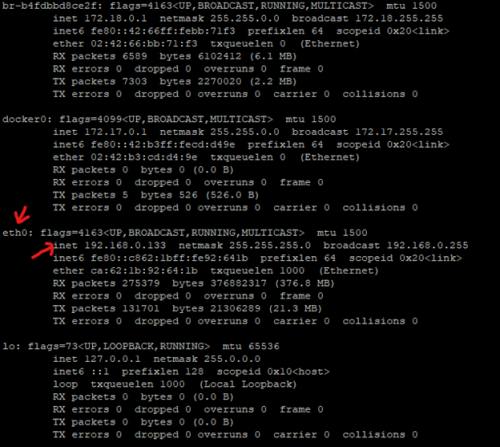 br-b4fdbbd8ce2f: flags=4163<UP,BROADCAST,RUNNING,MULTICAST> mtu 1500
inet 172.18.0.1 netmask 255.255.0.0 broadcast 172.18.255.255
inet6 fe80::42:66ff:febb:71f3 prefixlen 64 scopeid 0x20<link>
ether 02:42:66:bb:71:f3 txqueuelen 0 (Ethernet)
RX packets 6589 bytes 6102412 (6.1 MB)
RX errors 0 dropped 0 overruns 0 frame 0
TX packets 7303 bytes 2270020 (2.2 MB)
TX errors 0 dropped 0 overruns 0 carrier 0 collisions 0
docker0: flags=4099<UP,BROADCAST,MULTICAST> mtu 1500
inet 172.17.0.1 netmask 255.255.0.0 broadcast 172.17.255.255
inet6 fe80::42:b3ff:fecd:d49e prefixlen 64 scopeid 0x20<link>
ether 02:42:b3:cd:d4:9e txqueuelen 0 (Ethernet)
RX packets 0 bytes 0 (0.0 B)
RX errors 0 dropped 0 overruns 0 frame 0
TX packets 5 bytes 526 (526.0 B)
TX errors 0 dropped 0 overruns 0 carrier 0 collisions 0
eth0: flags=4163<UP,BROADCAST,RUNNING,MULTICAST> mtu 1500
inet 192.168.0.133 netmask 255.255.255.0 broadcast 192.168.0.255
inet6 fe80::c862:1bff:fe92:641b prefixlen 64 scopeid 0x20<link>
ether ca:62:1b:92:64:1b txqueuelen 1000 (Ethernet)
RX packets 275379 bytes 376882317 (376.8 MB)
RX errors 0 dropped 0 overruns 0 frame 0
TX packets 131701 bytes 21306289 (21.3 MB)
TX errors 0 dropped 0 overruns 0 carrier 0 collisions 0
lo: flags=73<UP,LOOPBACK,RUNNING> mtu 65536
inet 127.0.0.1 netmask 255.0.0.0
inet6 ::1 prefixlen 128 scopeid 0x10<host>
loop txqueuelen 1000 (Local Loopback)
RX packets 0 bytes 0 (0.0 B)
RX errors 0 dropped 0 overruns 0 frame 0
TX packets 0 bytes 0 (0.0 B)
TX errors 0 dropped 0 overruns 0 carrier 0 collisions 0